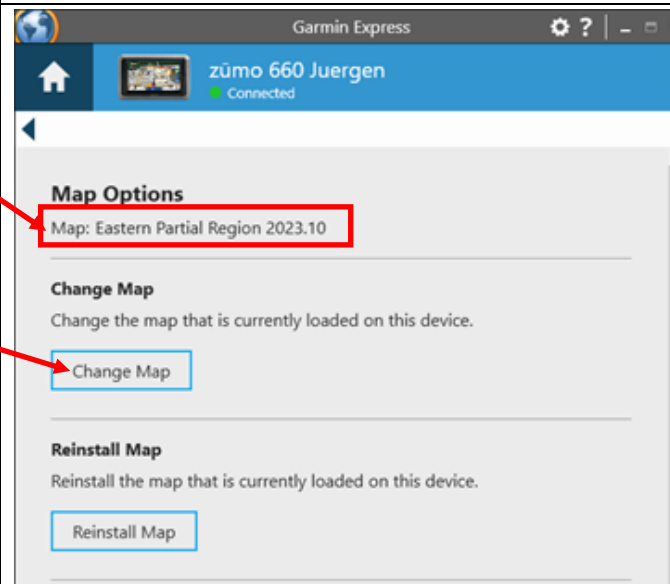 Garmin Express
?
zūmo 660 Juergen
Connected
Map Options
Map: Eastern Partial Region 2023.10
Change Map
Change the map that is currently loaded on this device.
Change Map
Reinstall Map
Reinstall the map that is currently loaded on this device.
Reinstall Map